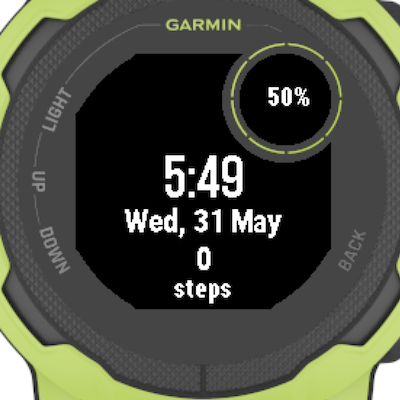 GARMIN
50%
LIGHT
UP
DOWN
BACK
5:49
Wed, 31 May
0
steps